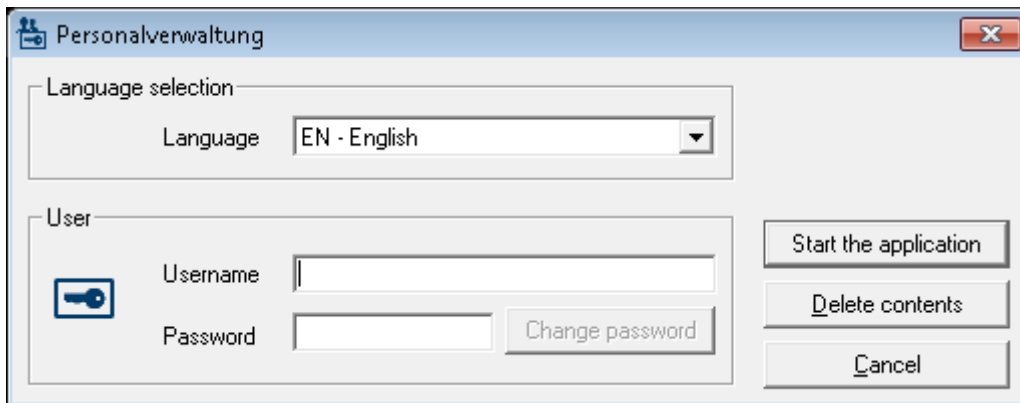 Personalverwaltung
Language selection
Language EN - English
User
Username
Password Change password
Start the application
Delete contents
Cancel